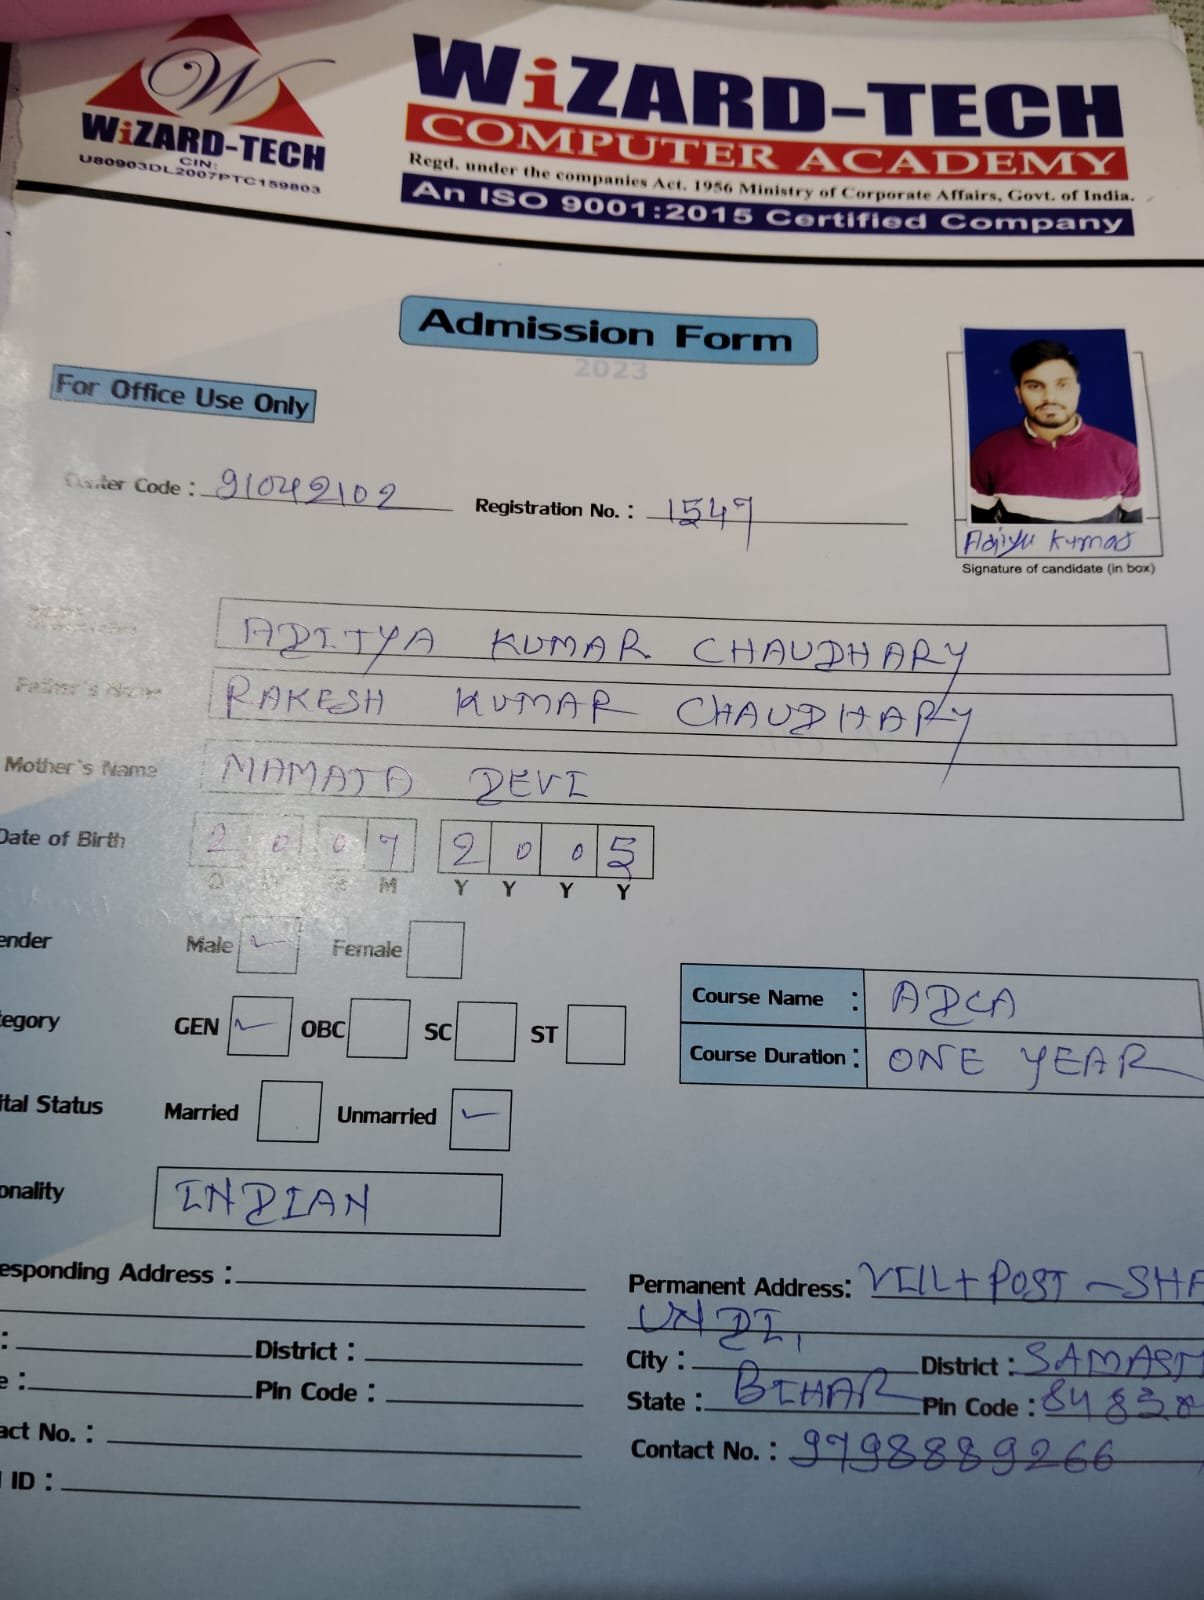 WiZARD-TECH
CIN:
U80903DL2007PTC159803
WiZARD-TECH
COMPUTER ACADEMY
Regd. under the companies Act. 1956 Ministry of Corporate Affairs, Govt. of India.
An ISO 9001:2015 Certified Company
Admission Form
2023
For Office Use Only
Center Code : 91042102 Registration No. : 1547
Kumar
Signature of candidate (in box)
ADITYA KUMAR CHAUDHARY
Father's Name RAKESH KUMAR CHAUDHARY
Mother's Name MAMATA DEVI
Date of Birth 2 0 0 7 2 0 0 5
D M Y Y Y Y
ender Male ✓ Female
tegory GEN ✓ OBC SC ST
Course Name : ADCA
Course Duration : ONE YEAR
ital Status Married Unmarried ✓
onality INDIAN
esponding Address :
Permanent Address: VILL+POST - SHA
UNDI,
: District :
City : District : SAMAST
e : Pin Code :
State : BIHAR Pin Code : 84838
act No. :
Contact No. : 9798889266
ID :